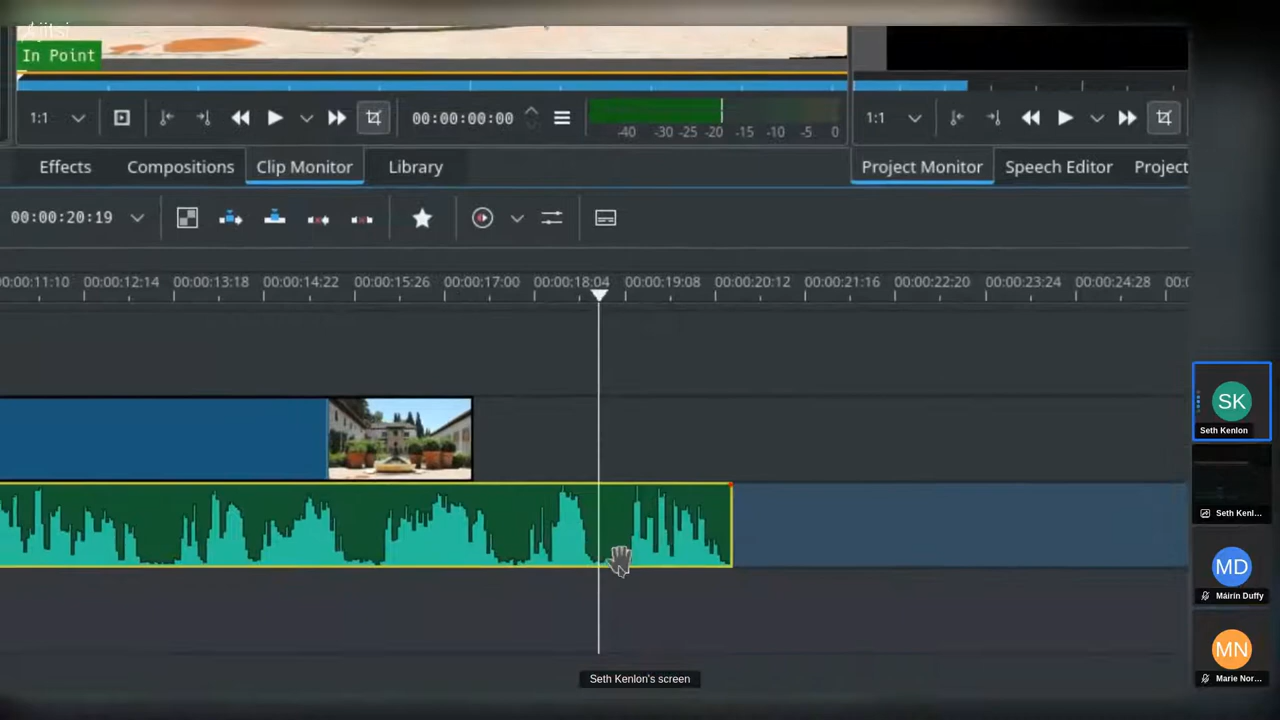 jitsi
In Point
1:1
00:00:00:00
-40 -30 -25 -20 -15 -10 -5 0
1:1
Effects Compositions Clip Monitor Library
Project Monitor Speech Editor Project
00:00:20:19
00:00:11:10 00:00:12:14 00:00:13:18 00:00:14:22 00:00:15:26 00:00:17:00 00:00:18:04 00:00:19:08 00:00:20:12 00:00:21:16 00:00:22:20 00:00:23:24 00:00:24:28 00:0
SK
Seth Kenlon
Seth Kenl...
MD
Máirín Duffy
MN
Marie Nor...
Seth Kenlon's screen